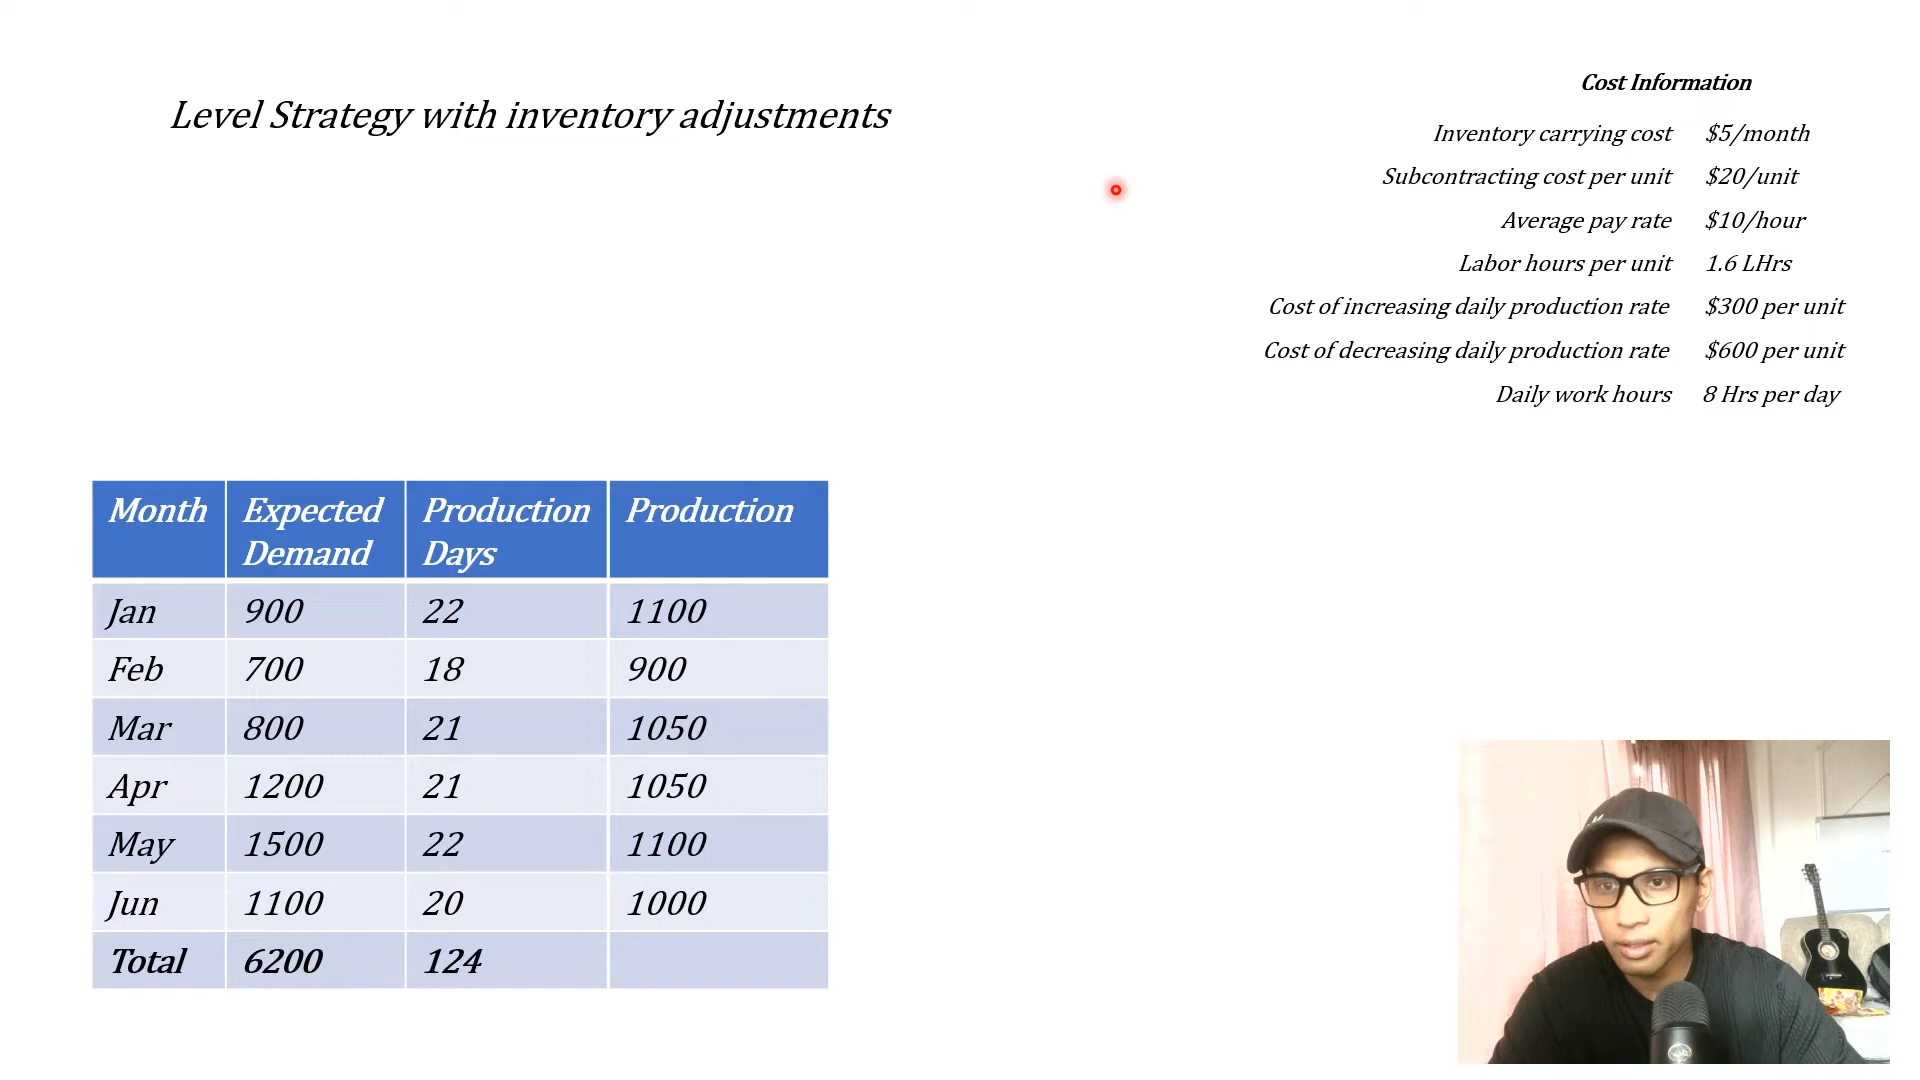 Level Strategy with inventory adjustments
Cost Information
Inventory carrying cost $5/month
Subcontracting cost per unit $20/unit
Average pay rate $10/hour
Labor hours per unit 1.6 LHrs
Cost of increasing daily production rate $300 per unit
Cost of decreasing daily production rate $600 per unit
Daily work hours 8 Hrs per day
Month Expected Demand Production Days Production
Jan 900 22 1100
Feb 700 18 900
Mar 800 21 1050
Apr 1200 21 1050
May 1500 22 1100
Jun 1100 20 1000
Total 6200 124